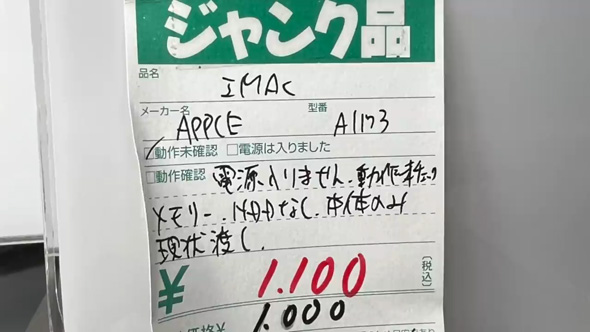 ジャンク品
品名 IMAC
メーカー名 APPCE 型番 A1173
動作未確認 □電源は入りました
□動作確認 電源入りません、動作未チェック
メモリー、HDDなし、本体のみ
現状渡し、
¥ 1.100 〔税込〕
1.000